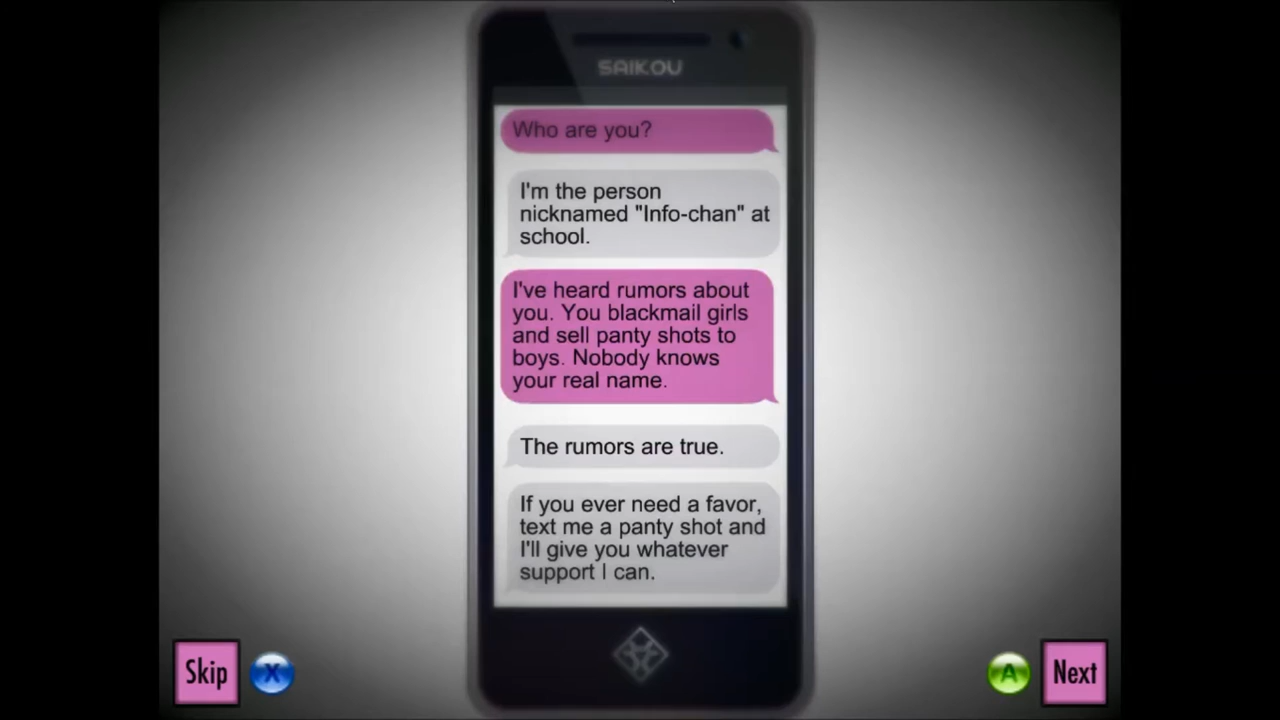 SAIKOU
Who are you?
I'm the person
nicknamed "Info-chan" at
school.
I've heard rumors about
you. You blackmail girls
and sell panty shots to
boys. Nobody knows
your real name.
The rumors are true.
If you ever need a favor,
text me a panty shot and
I'll give you whatever
support I can.
Skip X A Next